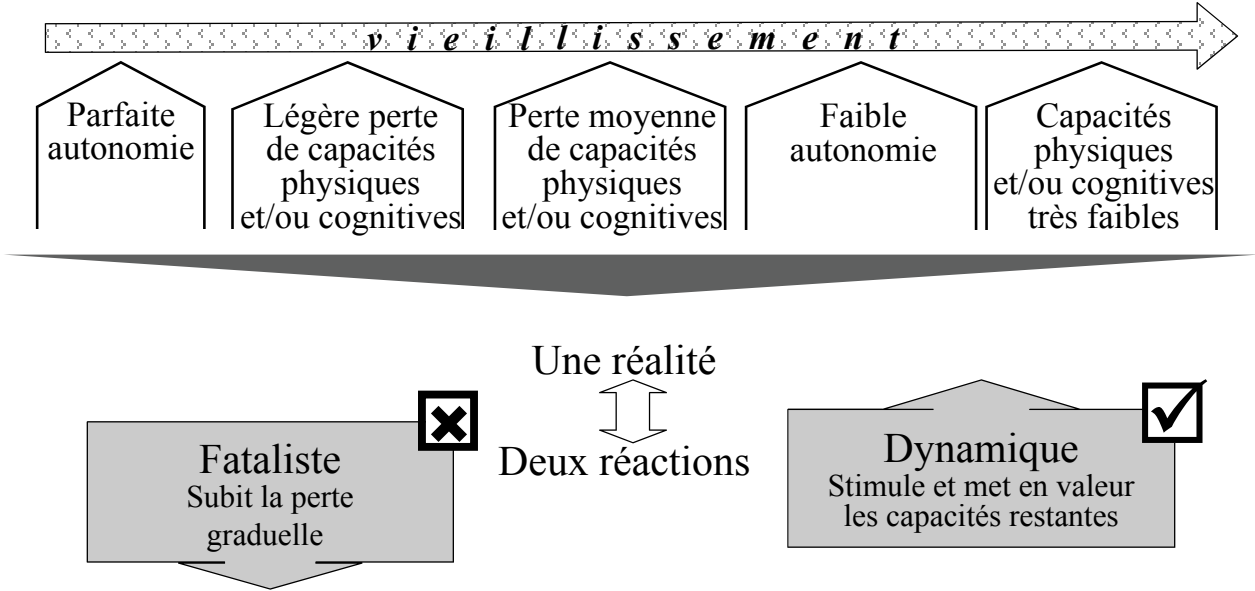 vieillissement
Parfaite
autonomie
Légère perte
de capacités
physiques
et/ou cognitives
Perte moyenne
de capacités
physiques
et/ou cognitives
Faible
autonomie
Capacités
physiques
et/ou cognitives
très faibles
Une réalité
Deux réactions
Fataliste
Subit la perte
graduelle
Dynamique
Stimule et met en valeur
les capacités restantes